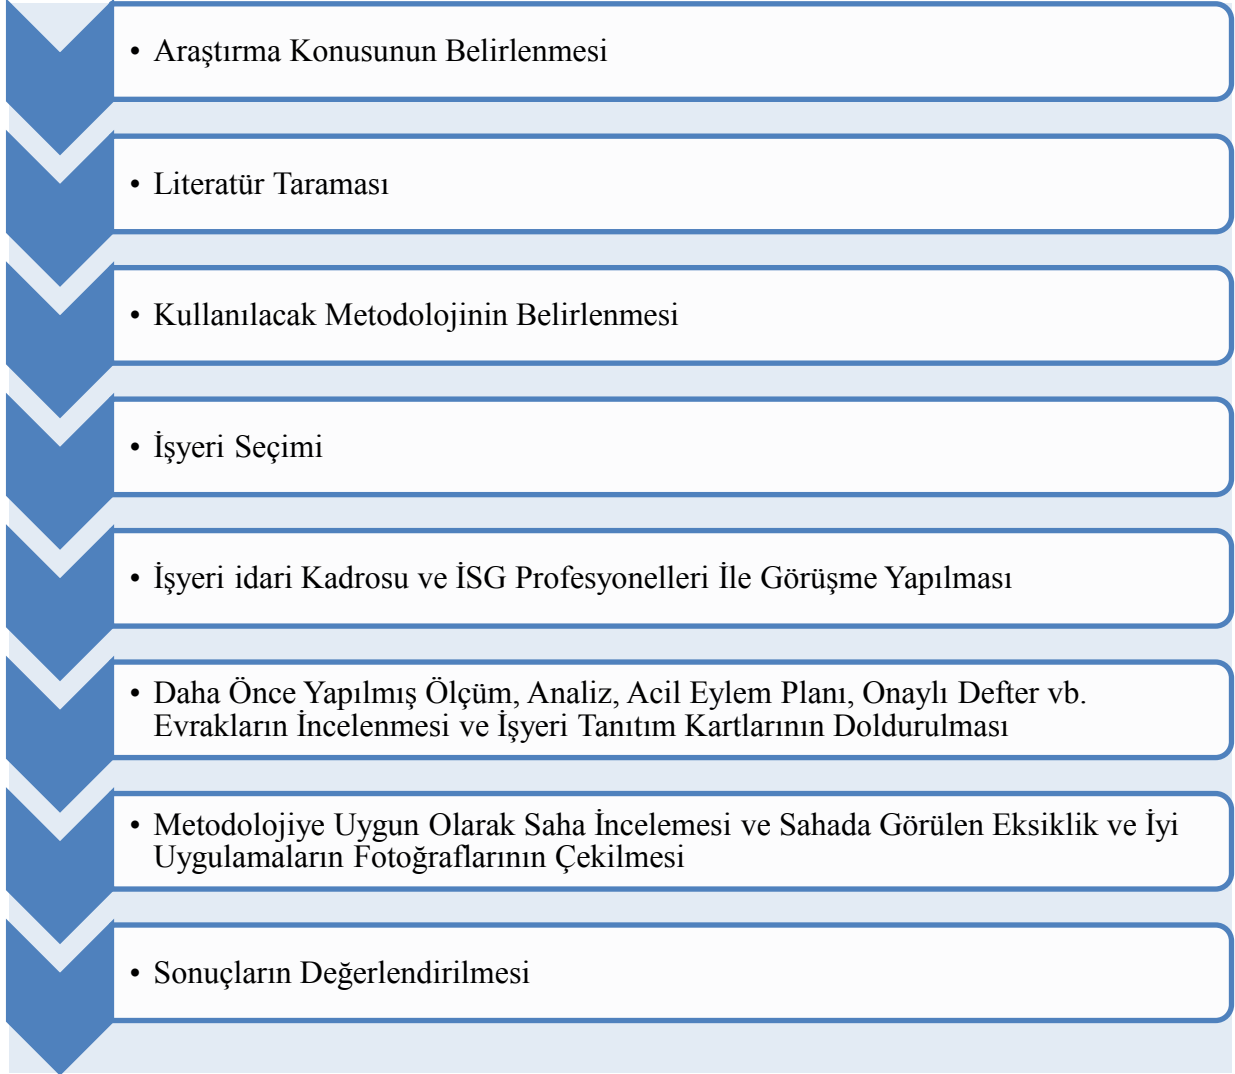 • Araştırma Konusunun Belirlenmesi
• Literatür Taraması
• Kullanılacak Metodolojinin Belirlenmesi
• İşyeri Seçimi
• İşyeri idari Kadrosu ve İSG Profesyonelleri İle Görüşme Yapılması
• Daha Önce Yapılmış Ölçüm, Analiz, Acil Eylem Planı, Onaylı Defter vb.
Evrakların İncelenmesi ve İşyeri Tanıtım Kartlarının Doldurulması
• Metodolojiye Uygun Olarak Saha İncelemesi ve Sahada Görülen Eksiklik ve İyi
Uygulamaların Fotoğraflarının Çekilmesi
• Sonuçların Değerlendirilmesi